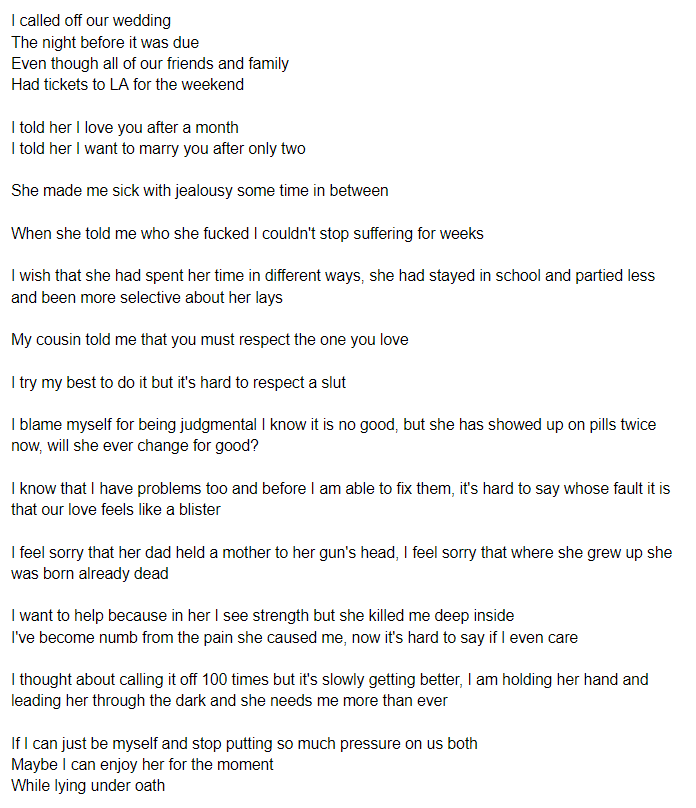 I called off our wedding
The night before it was due
Even though all of our friends and family
Had tickets to LA for the weekend
I told her I love you after a month
I told her I want to marry you after only two
She made me sick with jealousy some time in between
When she told me who she fucked I couldn't stop suffering for weeks
I wish that she had spent her time in different ways, she had stayed in school and partied less
and been more selective about her lays
My cousin told me that you must respect the one you love
I try my best to do it but it's hard to respect a slut
I blame myself for being judgmental I know it is no good, but she has showed up on pills twice
now, will she ever change for good?
I know that I have problems too and before I am able to fix them, it's hard to say whose fault it is
that our love feels like a blister
I feel sorry that her dad held a mother to her gun's head, I feel sorry that where she grew up she
was born already dead
I want to help because in her I see strength but she killed me deep inside
I've become numb from the pain she caused me, now it's hard to say if I even care
I thought about calling it off 100 times but it's slowly getting better, I am holding her hand and
leading her through the dark and she needs me more than ever
If I can just be myself and stop putting so much pressure on us both
Maybe I can enjoy her for the moment
While lying under oath